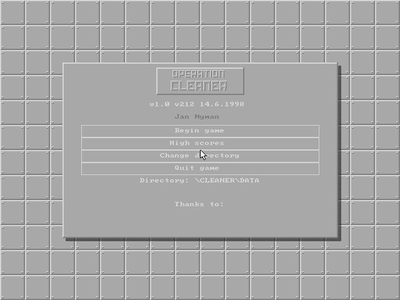 OPERATION
CLEANER
v1.0 v212 14.6.1998
Jan Nyman
Begin game
High scores
Change directory
Quit game
Directory: \CLEANER\DATA
Thanks to: